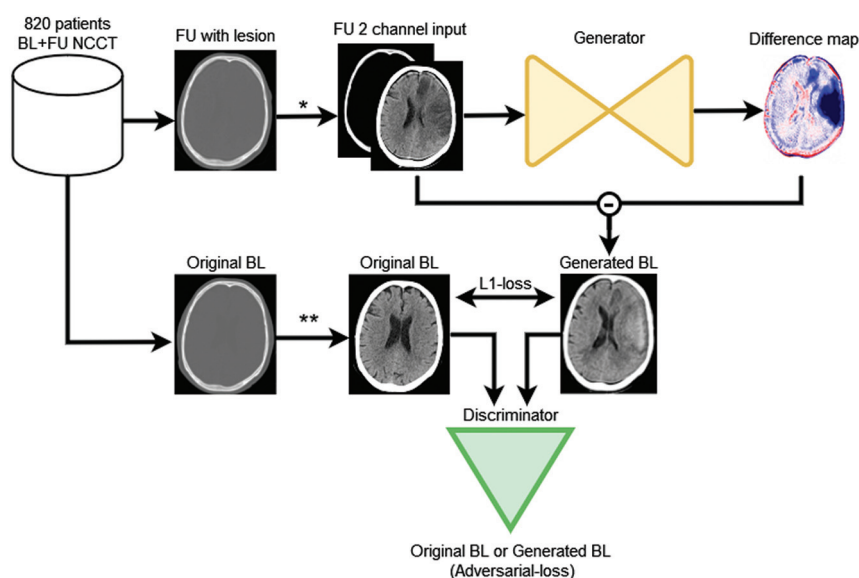 820 patients
BL+FU NCCT
FU with lesion
FU 2 channel input
Generator
Difference map
*
-
Original BL
Original BL
Generated BL
L1-loss
**
Discriminator
Original BL or Generated BL
(Adversarial-loss)